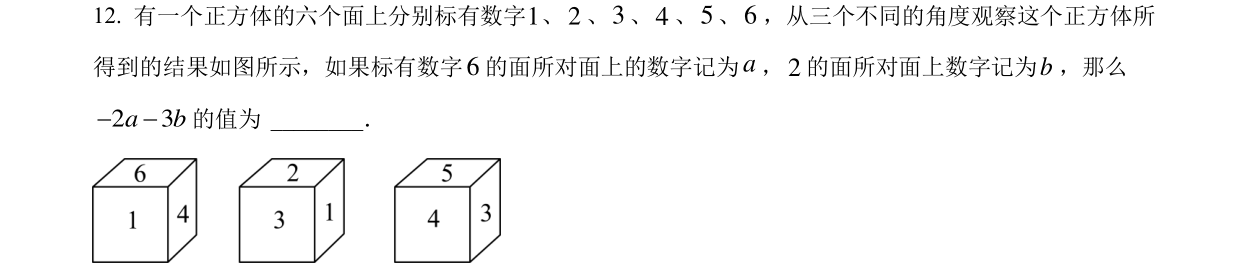 12. 有一个正方体的六个面上分别标有数字1、2、3、4、5、6，从三个不同的角度观察这个正方体所
得到的结果如图所示，如果标有数字6的面所对面上的数字记为a，2的面所对面上数字记为b，那么
−2a−3b的值为 _______.
6 2 5
1 4 3 1 4 3